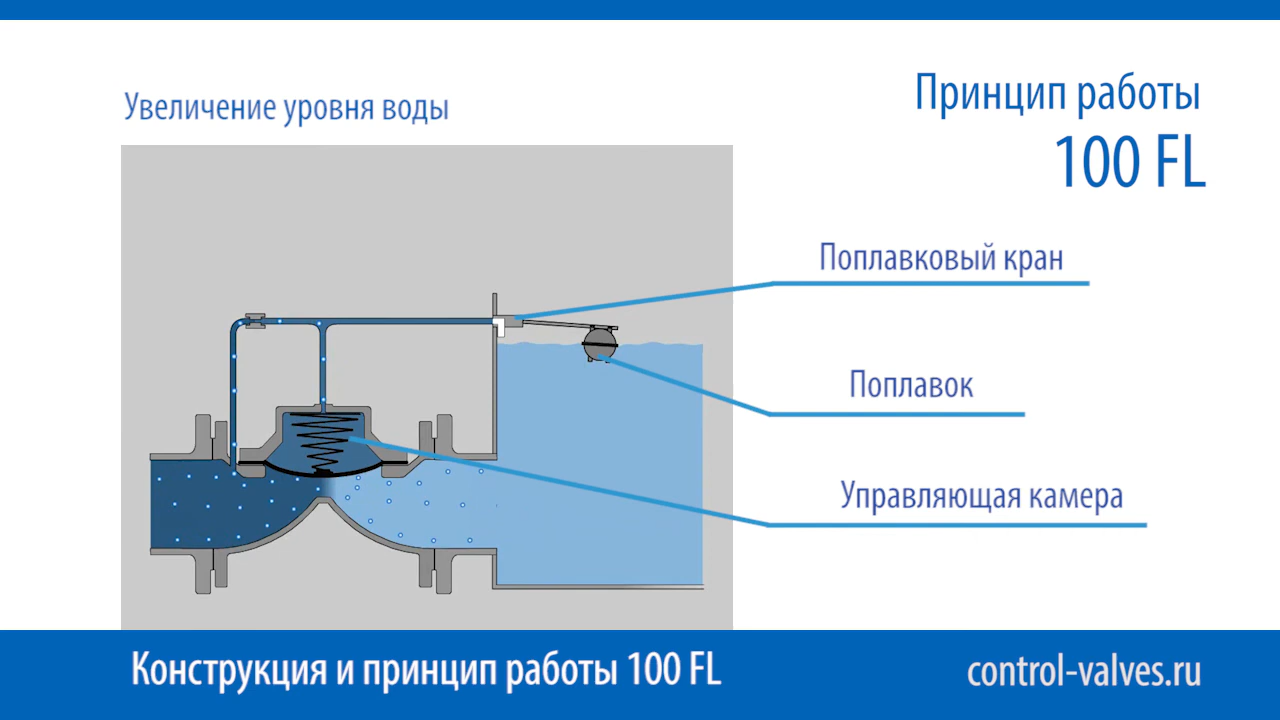 Увеличение уровня воды
Принцип работы
100 FL
Поплавковый кран
Поплавок
Управляющая камера
Конструкция и принцип работы 100 FL
control-valves.ru